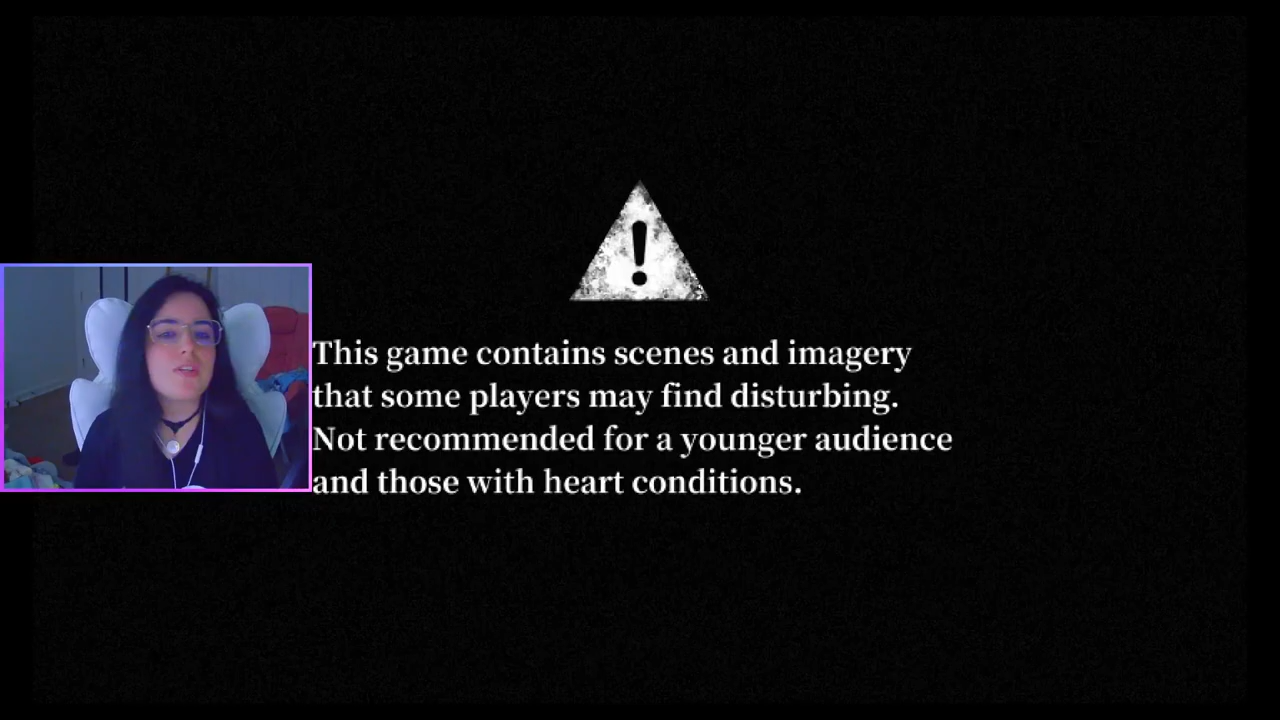 This game contains scenes and imagery
that some players may find disturbing.
Not recommended for a younger audience
and those with heart conditions.